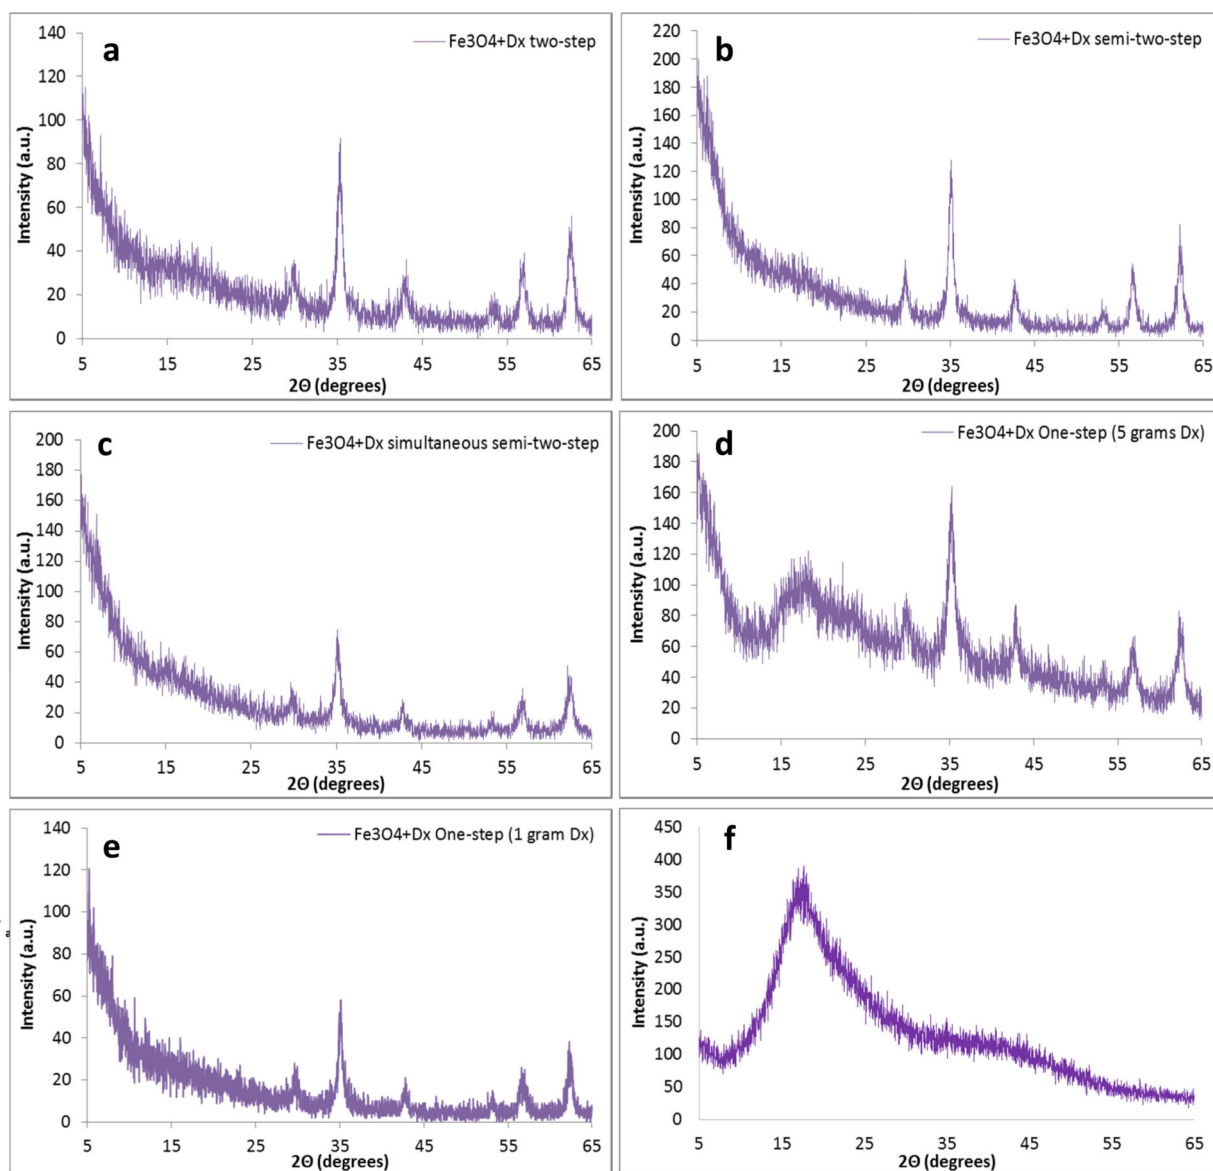 a
Fe3O4+Dx two-step
Intensity (a.u.)
140
120
100
80
60
40
20
0
5 15 25 35 45 55 65
2Θ (degrees)
b
Fe3O4+Dx semi-two-step
Intensity (a.u.)
220
200
180
160
140
120
100
80
60
40
20
0
5 15 25 35 45 55 65
2Θ (degrees)
c
Fe3O4+Dx simultaneous semi-two-step
Intensity (a.u.)
200
180
160
140
120
100
80
60
40
20
0
5 15 25 35 45 55 65
2Θ (degrees)
d
Fe3O4+Dx One-step (5 grams Dx)
Intensity (a.u.)
200
180
160
140
120
100
80
60
40
20
0
5 15 25 35 45 55 65
2Θ (degrees)
e
Fe3O4+Dx One-step (1 gram Dx)
Intensity (a.u.)
140
120
100
80
60
40
20
0
5 15 25 35 45 55 65
2Θ (degrees)
f
Intensity (a.u.)
450
400
350
300
250
200
150
100
50
0
5 15 25 35 45 55 65
2Θ (degrees)